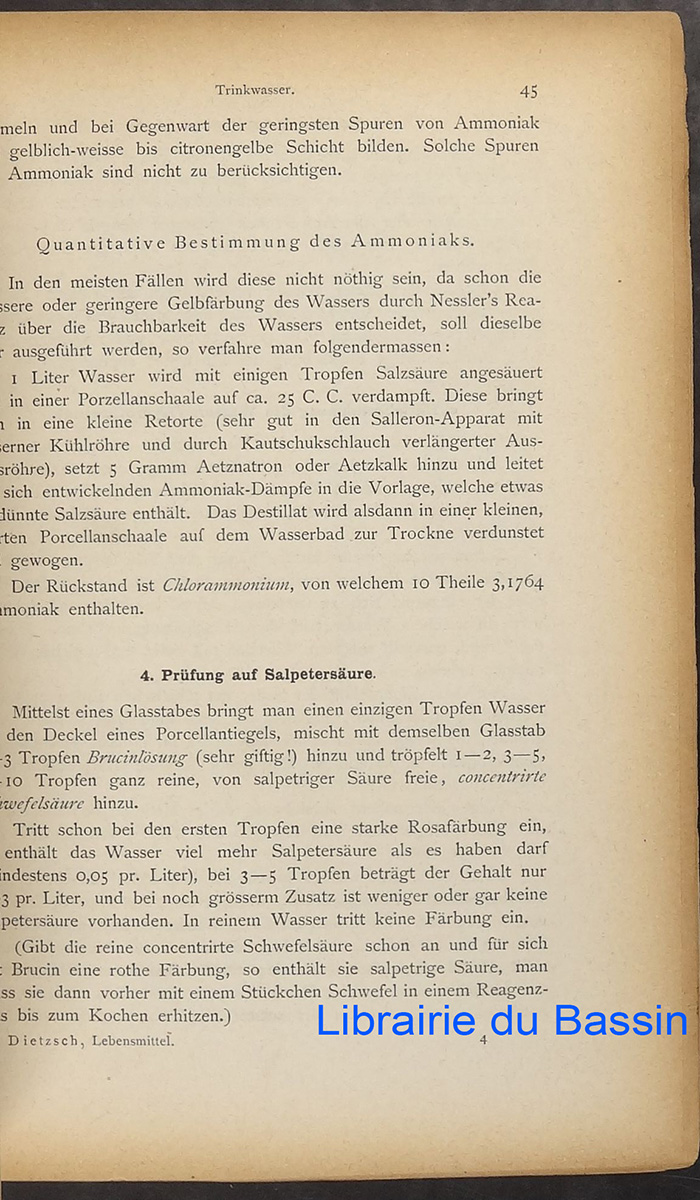 Trinkwasser. 45
meln und bei Gegenwart der geringsten Spuren von Ammoniak
gelblich-weisse bis citronengelbe Schicht bilden. Solche Spuren
Ammoniak sind nicht zu berücksichtigen.
Quantitative Bestimmung des Ammoniaks.
In den meisten Fällen wird diese nicht nöthig sein, da schon die
ssere oder geringere Gelbfärbung des Wassers durch Nessler's Rea-
z über die Brauchbarkeit des Wassers entscheidet, soll dieselbe
r ausgeführt werden, so verfahre man folgendermassen:
1 Liter Wasser wird mit einigen Tropfen Salzsäure angesäuert
in einer Porzellanschaale auf ca. 25 C. C. verdampft. Diese bringt
in eine kleine Retorte (sehr gut in den Salleron-Apparat mit
serner Kühlröhre und durch Kautschukschlauch verlängerter Aus-
sröhre), setzt 5 Gramm Aetznatron oder Aetzkalk hinzu und leitet
sich entwickelnden Ammoniak-Dämpfe in die Vorlage, welche etwas
dünnte Salzsäure enthält. Das Destillat wird alsdann in einer kleinen,
rten Porcellanschaale auf dem Wasserbad zur Trockne verdunstet
gewogen.
Der Rückstand ist Chlorammonium, von welchem 10 Theile 3,1764
moniak enthalten.
4. Prüfung auf Salpetersäure.
Mittelst eines Glasstabes bringt man einen einzigen Tropfen Wasser
den Deckel eines Porcellantiegels, mischt mit demselben Glasstab
-3 Tropfen Brucinlösung (sehr giftig!) hinzu und tröpfelt 1—2, 3—5,
-10 Tropfen ganz reine, von salpetriger Säure freie, concentrirte
wefelsäure hinzu.
Tritt schon bei den ersten Tropfen eine starke Rosafärbung ein,
enthält das Wasser viel mehr Salpetersäure als es haben darf
indestens 0,05 pr. Liter), bei 3—5 Tropfen beträgt der Gehalt nur
3 pr. Liter, und bei noch grösserm Zusatz ist weniger oder gar keine
petersäure vorhanden. In reinem Wasser tritt keine Färbung ein.
(Gibt die reine concentrirte Schwefelsäure schon an und für sich
t Brucin eine rothe Färbung, so enthält sie salpetrige Säure, man
ss sie dann vorher mit einem Stückchen Schwefel in einem Reagenz-
s bis zum Kochen erhitzen.)
Librairie du Bassin
Dietzsch, Lebensmittel. 4